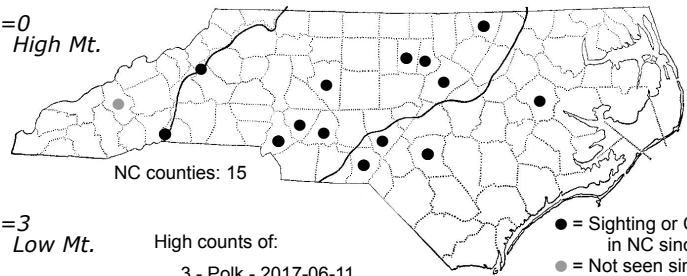 =0
High Mt.
NC counties: 15
=3
Low Mt.
High counts of:
3 - Polk - 2017-06-11
● = Sighting or
in NC sinc
● = Not seen sin